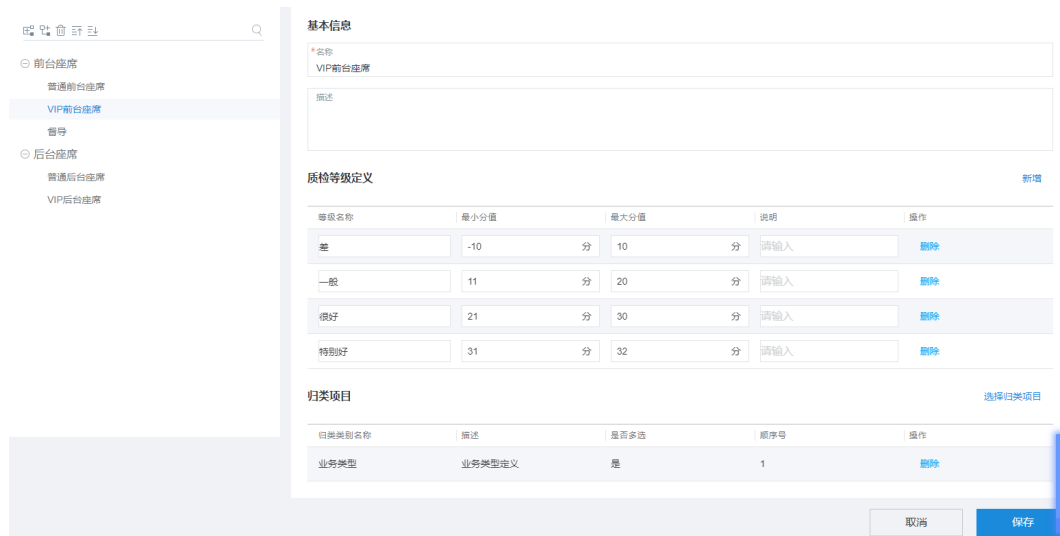 前台座席
普通前台座席
VIP前台座席
督导
后台座席
普通后台座席
VIP后台座席
基本信息
*名称
VIP前台座席
描述
质检等级定义 新增
等级名称 最小分值 最大分值 说明 操作
差 -10 分 10 分 请输入 删除
一般 11 分 20 分 请输入 删除
很好 21 分 30 分 请输入 删除
特别好 31 分 32 分 请输入 删除
归类项目 选择归类项目
归类类别名称 描述 是否多选 顺序号 操作
业务类型 业务类型定义 是 1 删除
取消 保存